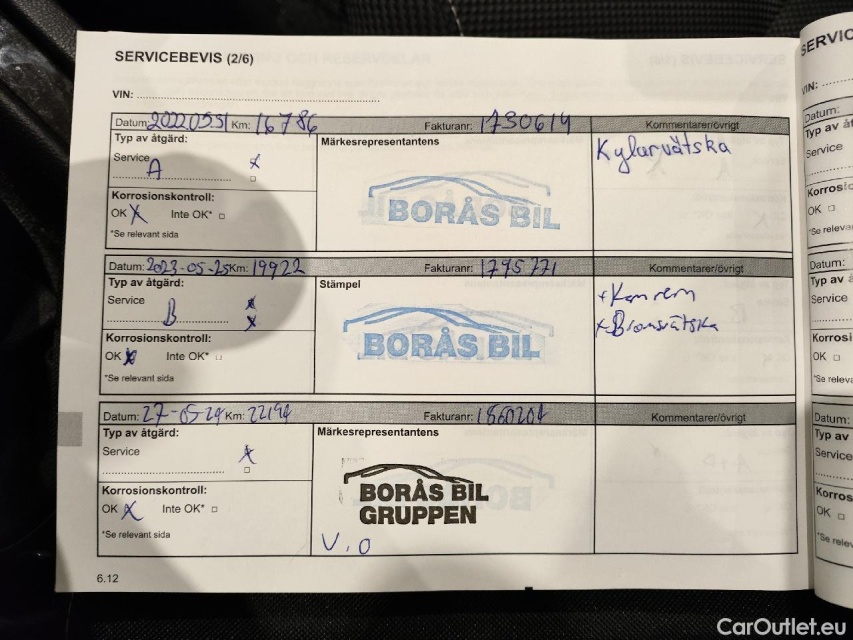 SERVICEBEVIS (2/6)
VIN:
Datum: 20220531 Km: 16786 Fakturanr: 1730614 Kommentarer/övrigt
Typ av åtgärd: Märkesrepresentantens Kylarvätska
Service A x
Korrosionskontroll: BORÅS BIL
OK X Inte OK*
*Se relevant sida
Datum: 2023-05-25 Km: 19922 Fakturanr: 1795771 Kommentarer/övrigt
Typ av åtgärd: Stämpel +Kamrem
Service B x +Bromsvätska
Korrosionskontroll: BORÅS BIL
OK X Inte OK*
*Se relevant sida
Datum: 27-05-24 Km: 22194 Fakturanr: 1860204 Kommentarer/övrigt
Typ av åtgärd: Märkesrepresentantens
Service x
Korrosionskontroll: BORÅS BIL
OK X Inte OK* GRUPPEN
*Se relevant sida V.O
6.12
SERVIC
VIN:
Datum:
Typ av å
Service
Korrosio
OK
*Se releva
Datum:
Typ av å
Service
Korrosi
OK
*Se releva
Datum:
Typ av
Service
Korros
OK
*Se relev
CarOutlet.eu